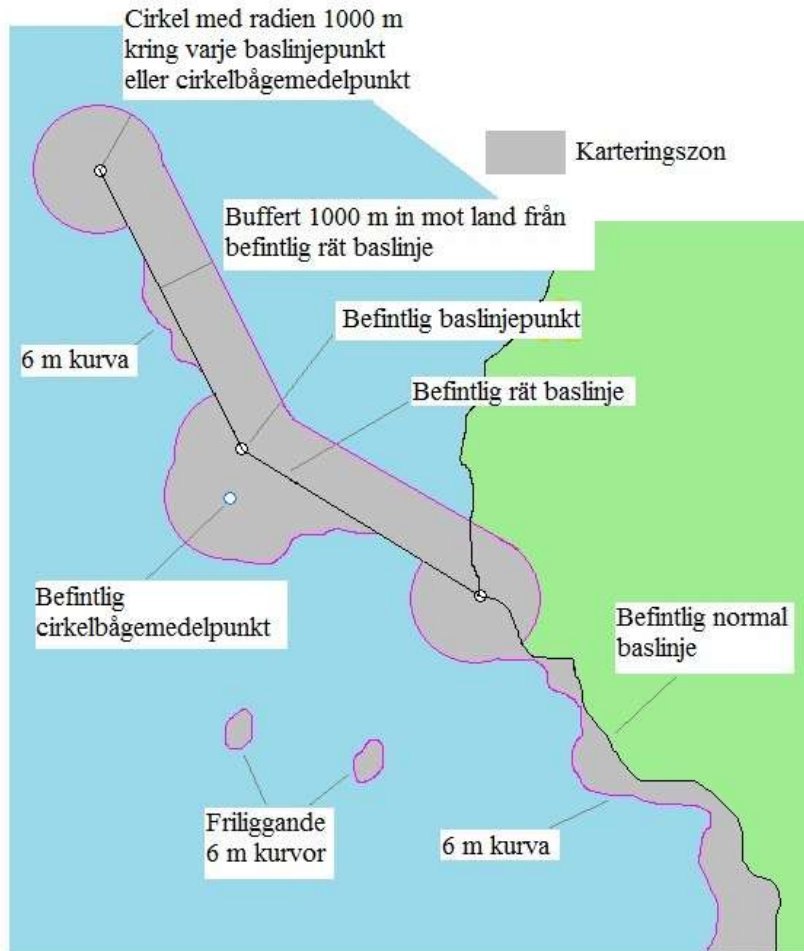 Cirkel med radien 1000 m
kring varje baslinjepunkt
eller cirkelbågemedelpunkt
Karteringszon
Buffert 1000 m in mot land från
befintlig rät baslinje
Befintlig baslinjepunkt
6 m kurva
Befintlig rät baslinje
Befintlig
cirkelbågemedelpunkt
Befintlig normal
baslinje
Friliggande
6 m kurvor
6 m kurva